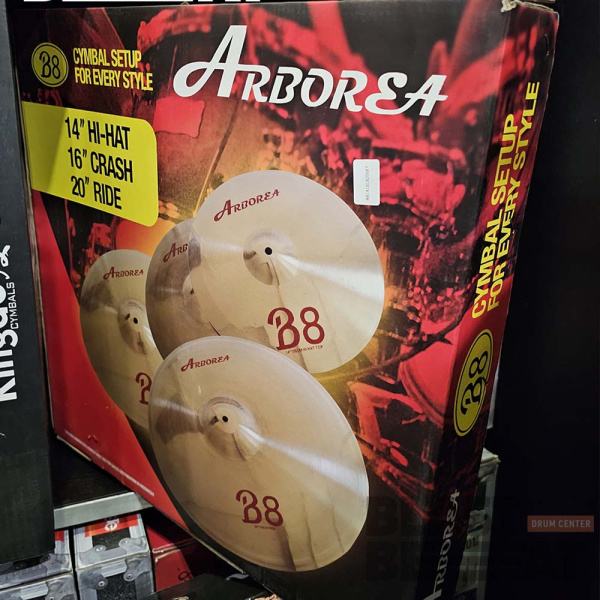 B8
CYMBAL SETUP
FOR EVERY STYLE
ARBOREA
14" HI-HAT
16" CRASH
20" RIDE
ARBOREA
B8
ARBOREA
ARBOREA
B8
CYMBAL SETUP
FOR EVERY STYLE
B8
ARBOREA
CYMBALS
DRUM CENTER